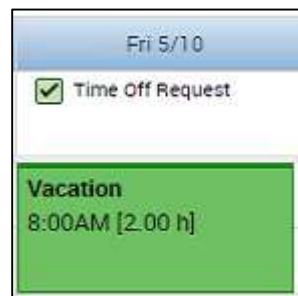 Fri 5/10
Time Off Request
Vacation
8:00AM [2.00 h]